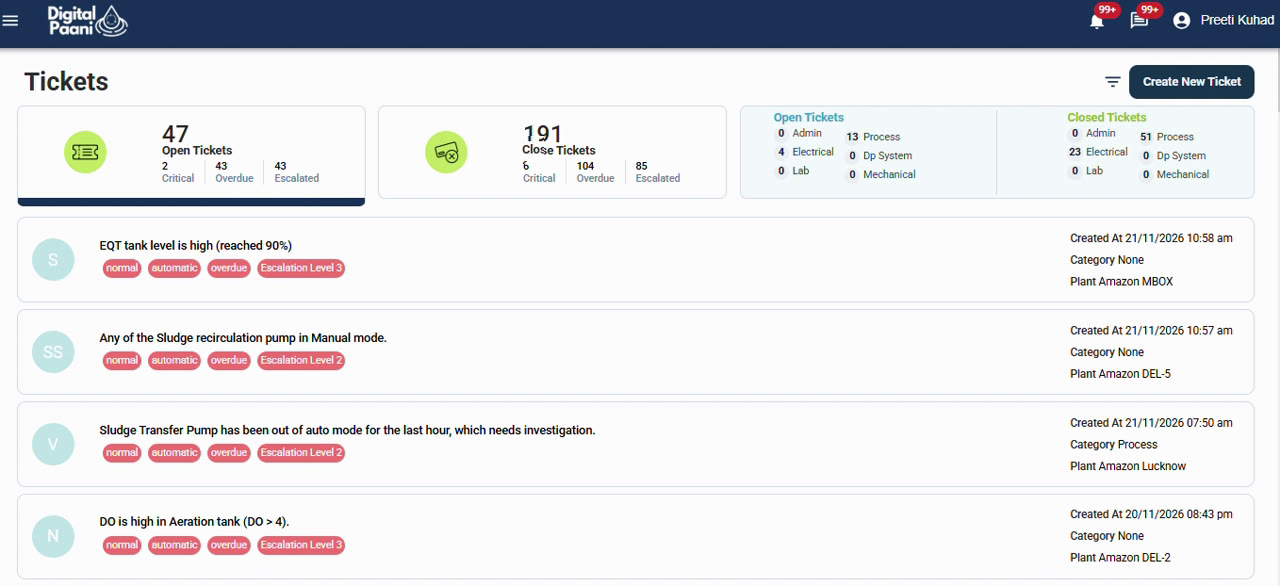 Digital
Paani
99+
99+
Preeti Kuhad
Tickets
Create New Ticket
47
Open Tickets
2
Critical
43
Overdue
43
Escalated
191
Close Tickets
6
Critical
104
Overdue
85
Escalated
Open Tickets
0 Admin
4 Electrical
0 Lab
13 Process
0 Dp System
0 Mechanical
Closed Tickets
0 Admin
23 Electrical
0 Lab
51 Process
0 Dp System
0 Mechanical
S
EQT tank level is high (reached 90%)
normal automatic overdue Escalation Level 3
Created At 21/11/2026 10:58 am
Category None
Plant Amazon MBOX
SS
Any of the Sludge recirculation pump in Manual mode.
normal automatic overdue Escalation Level 2
Created At 21/11/2026 10:57 am
Category None
Plant Amazon DEL-5
V
Sludge Transfer Pump has been out of auto mode for the last hour, which needs investigation.
normal automatic overdue Escalation Level 2
Created At 21/11/2026 07:50 am
Category Process
Plant Amazon Lucknow
N
DO is high in Aeration tank (DO > 4).
normal automatic overdue Escalation Level 3
Created At 20/11/2026 08:43 pm
Category None
Plant Amazon DEL-2